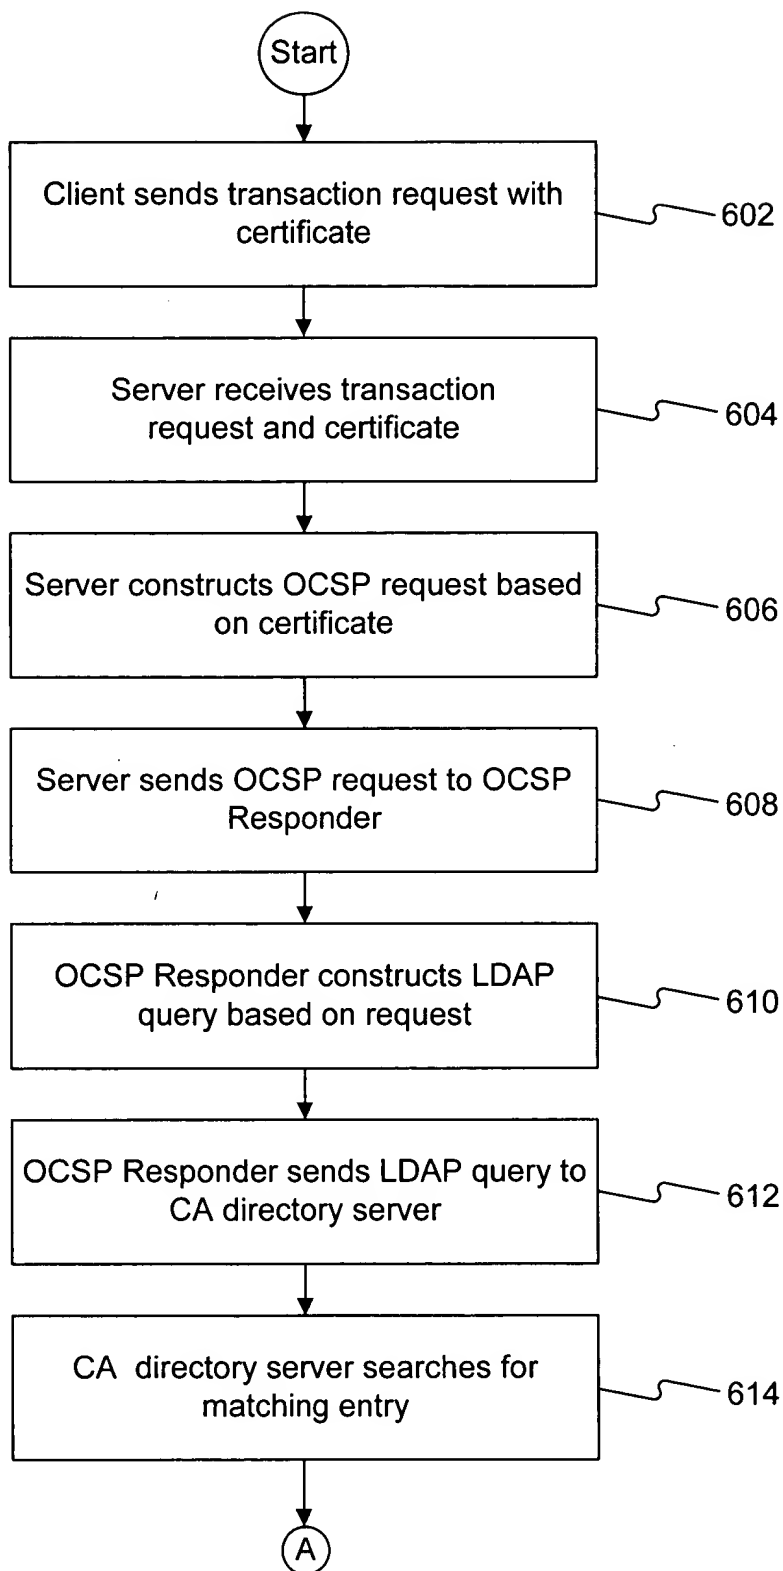 Start
Client sends transaction request with
certificate
602
Server receives transaction
request and certificate
604
Server constructs OCSP request based
on certificate
606
Server sends OCSP request to OCSP
Responder
608
OCSP Responder constructs LDAP
query based on request
610
OCSP Responder sends LDAP query to
CA directory server
612
CA directory server searches for
matching entry
614
A